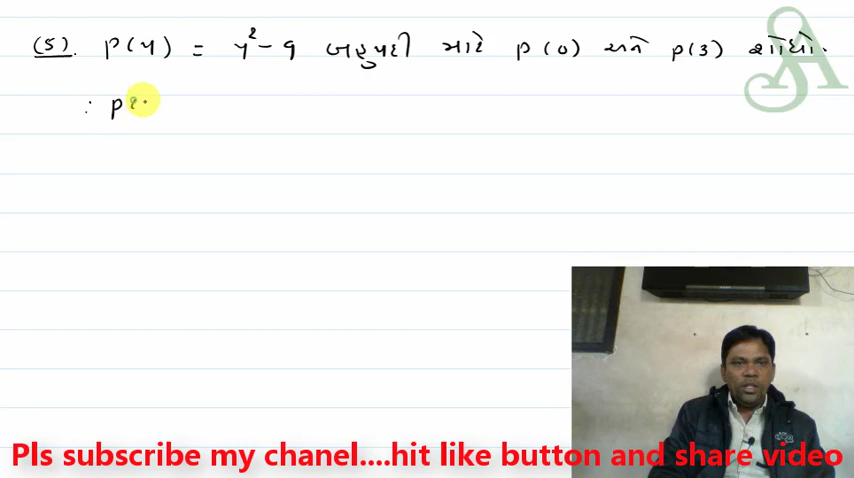 (5). P(y) = y² - 9 બહુપદી માટે P(0) અને P(3) શોધો.
: P
Pls subscribe my chanel....hit like button and share video